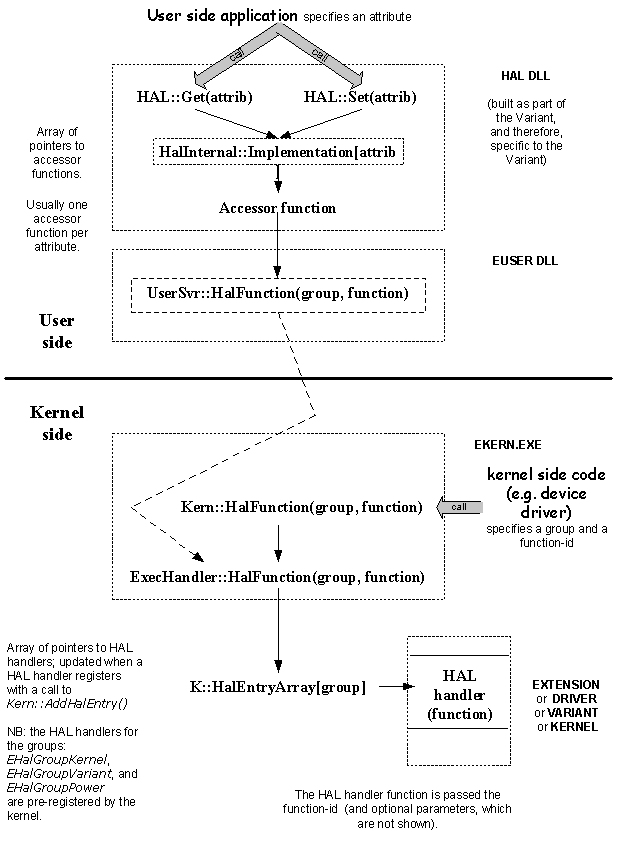 User side application specifies an attribute
call
call
HAL DLL
HAL::Get(attrib)
HAL::Set(attrib)
(built as part of
the Variant,
and therefore,
specific to the
Variant)
Array of
pointers to
accessor
functions.
HalInternal::Implementation[attrib
Usually one
accessor
function per
attribute.
Accessor function
EUSER DLL
UserSvr::HalFunction(group, function)
User
side
Kernel
side
EKERN.EXE
kernel side code
(e.g. device
driver)
specifies a group and a
function-id
call
Kern::HalFunction(group, function)
ExecHandler::HalFunction(group, function)
Array of pointers to HAL
handlers; updated when a
HAL handler registers
with a call to
Kern::AddHalEntry()
K::HalEntryArray[group]
HAL
handler
(function)
EXTENSION
or DRIVER
or VARIANT
or KERNEL
NB: the HAL handlers for
the groups:
EHalGroupKernel,
EHalGroupVariant, and
EHalGroupPower
are pre-registered by the
kernel.
The HAL handler function is passed the
function-id (and optional parameters, which
are not shown).